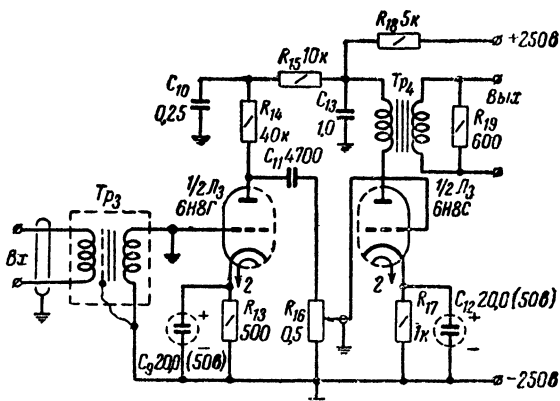 R18 5к
+250в
R15 10к
C10
0,25
R14
40к
C13
1,0
Тр4
Вых
R19
600
C11 4700
1/2 Л3
6н8г
1/2 Л3
6н8с
Тр3
Вх
2
2
+
R13
500
R16
0,5
R17
1к
C12 20,0 (50в)
+
–
C9 20,0 (50в)
–
–250в